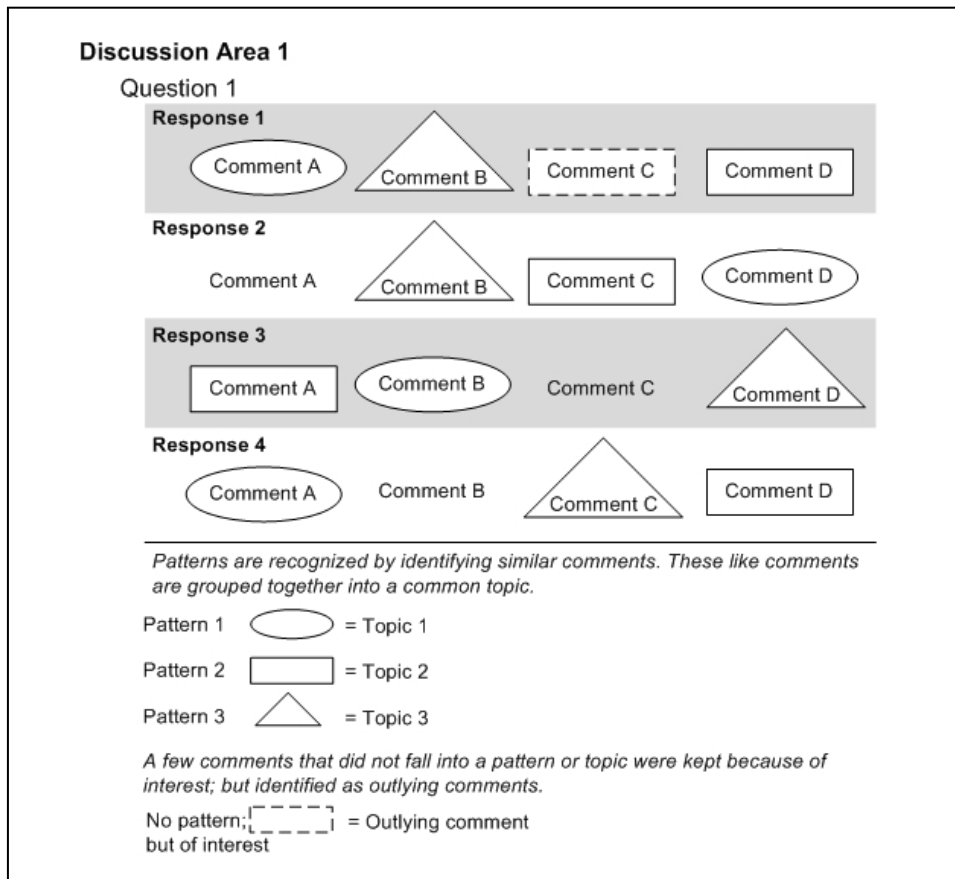 Discussion Area 1
Question 1
Response 1
Comment A Comment B Comment C Comment D
Response 2
Comment A Comment B Comment C Comment D
Response 3
Comment A Comment B Comment C Comment D
Response 4
Comment A Comment B Comment C Comment D
Patterns are recognized by identifying similar comments. These like comments
are grouped together into a common topic.
Pattern 1 = Topic 1
Pattern 2 = Topic 2
Pattern 3 = Topic 3
A few comments that did not fall into a pattern or topic were kept because of
interest; but identified as outlying comments.
No pattern; = Outlying comment
but of interest